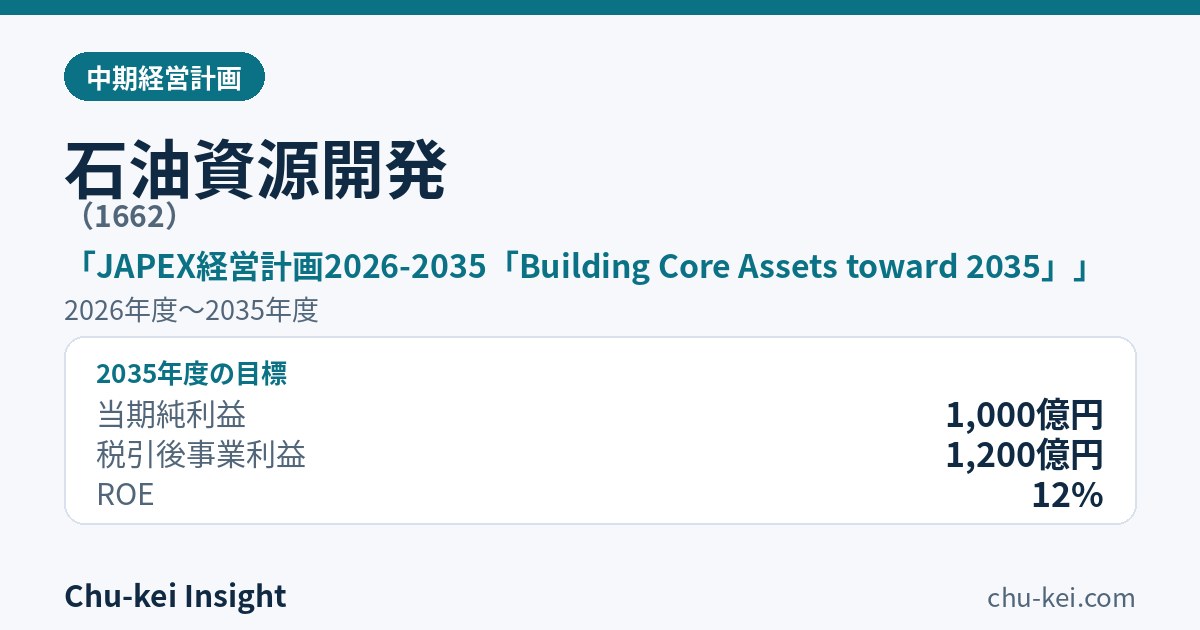 中期経営計画
石油資源開発
（1662）
「JAPEX経営計画2026-2035「Building Core Assets toward 2035」」
2026年度～2035年度
2035年度の目標
当期純利益 1,000億円
税引後事業利益 1,200億円
ROE 12%
Chu-kei Insight chu-kei.com